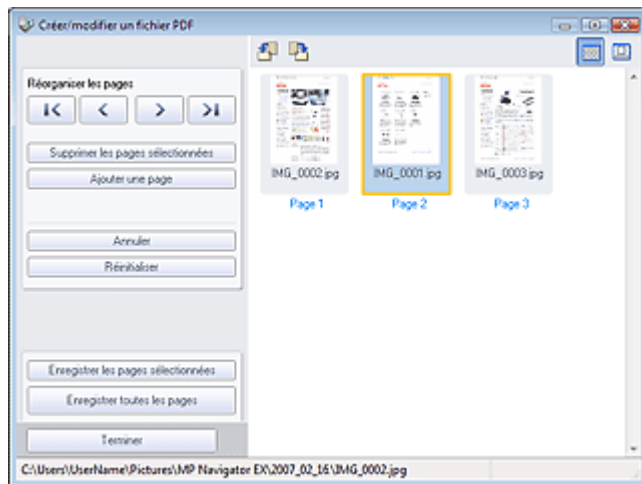 Créer/modifier un fichier PDF
Réorganiser les pages
Supprimer les pages sélectionnées
Ajouter une page
Annuler
Réinitialiser
Enregistrer les pages sélectionnées
Enregistrer toutes les pages
Terminer
IMG_0002.jpg
IMG_0001.jpg
IMG_0003.jpg
Page 1
Page 2
Page 3
C:\Users\UserName\Pictures\MP Navigator EX\2007_02_16\IMG_0002.jpg